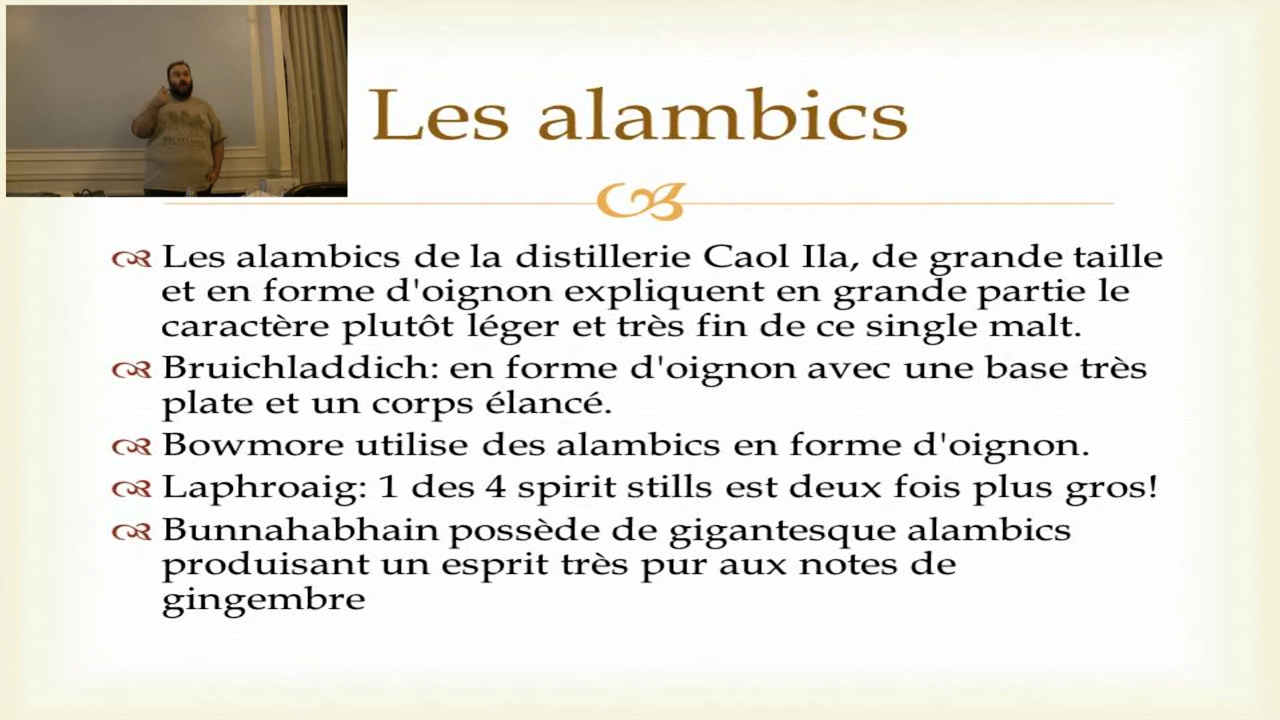 Les alambics
Les alambics de la distillerie Caol Ila, de grande taille
et en forme d'oignon expliquent en grande partie le
caractère plutôt léger et très fin de ce single malt.
Bruichladdich: en forme d'oignon avec une base très
plate et un corps élancé.
Bowmore utilise des alambics en forme d'oignon.
Laphroaig: 1 des 4 spirit stills est deux fois plus gros!
Bunnahabhain possède de gigantesque alambics
produisant un esprit très pur aux notes de
gingembre